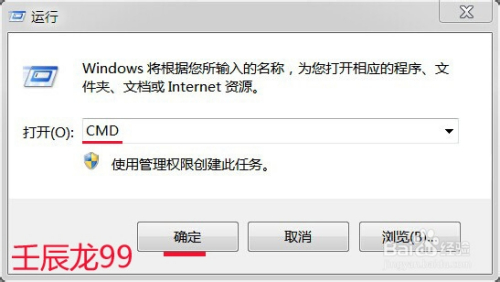 运行
Windows 将根据您所输入的名称，为您打开相应的程序、文
件夹、文档或 Internet 资源。
打开(O): CMD
使用管理权限创建此任务。
确定 取消 浏览(B)...
壬辰龙99
Baidu 经验
jingyan.baidu.com